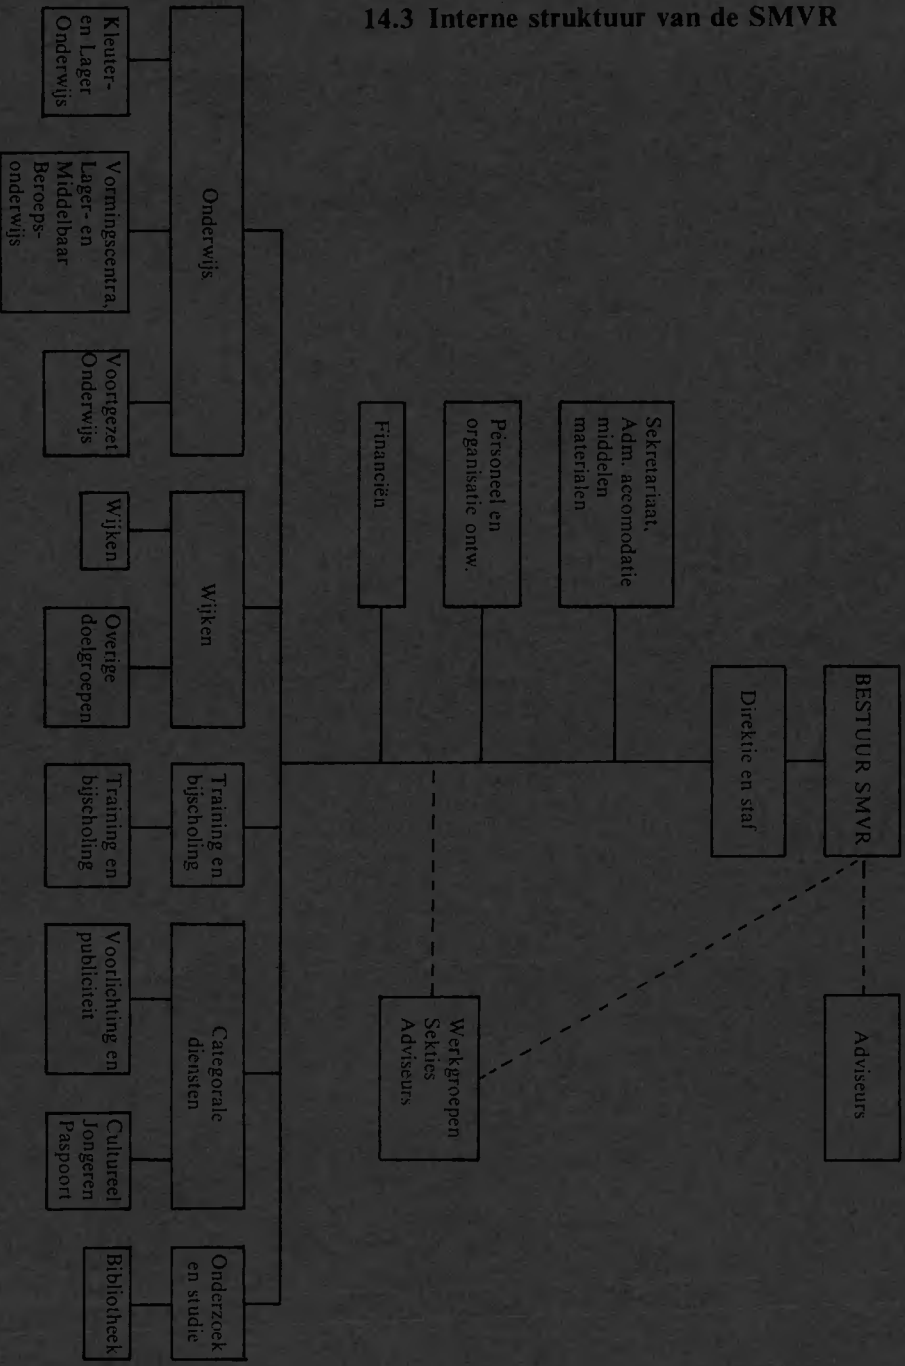 14.3 Interne struktuur van de SMVR
BESTUUR SMVR
Adviseurs
Direktie en staf
Sekretariaat,
Adm. accomodatie
middelen
materialen
Personeel en
organisatie ontw.
Financiën
Werkgroepen
Sekties
Adviseurs
Onderwijs
Wijken
Training en
bijscholing
Categorale
diensten
Onderzoek
en studie
Kleuter-
en Lager
Onderwijs
Vormingscentra,
Lager- en
Middelbaar
Beroeps-
onderwijs
Voortgezet
Onderwijs
Wijken
Overige
doelgroepen
Training en
bijscholing
Voorlichting en
publiciteit
Cultureel
Jongeren
Paspoort
Bibliotheek